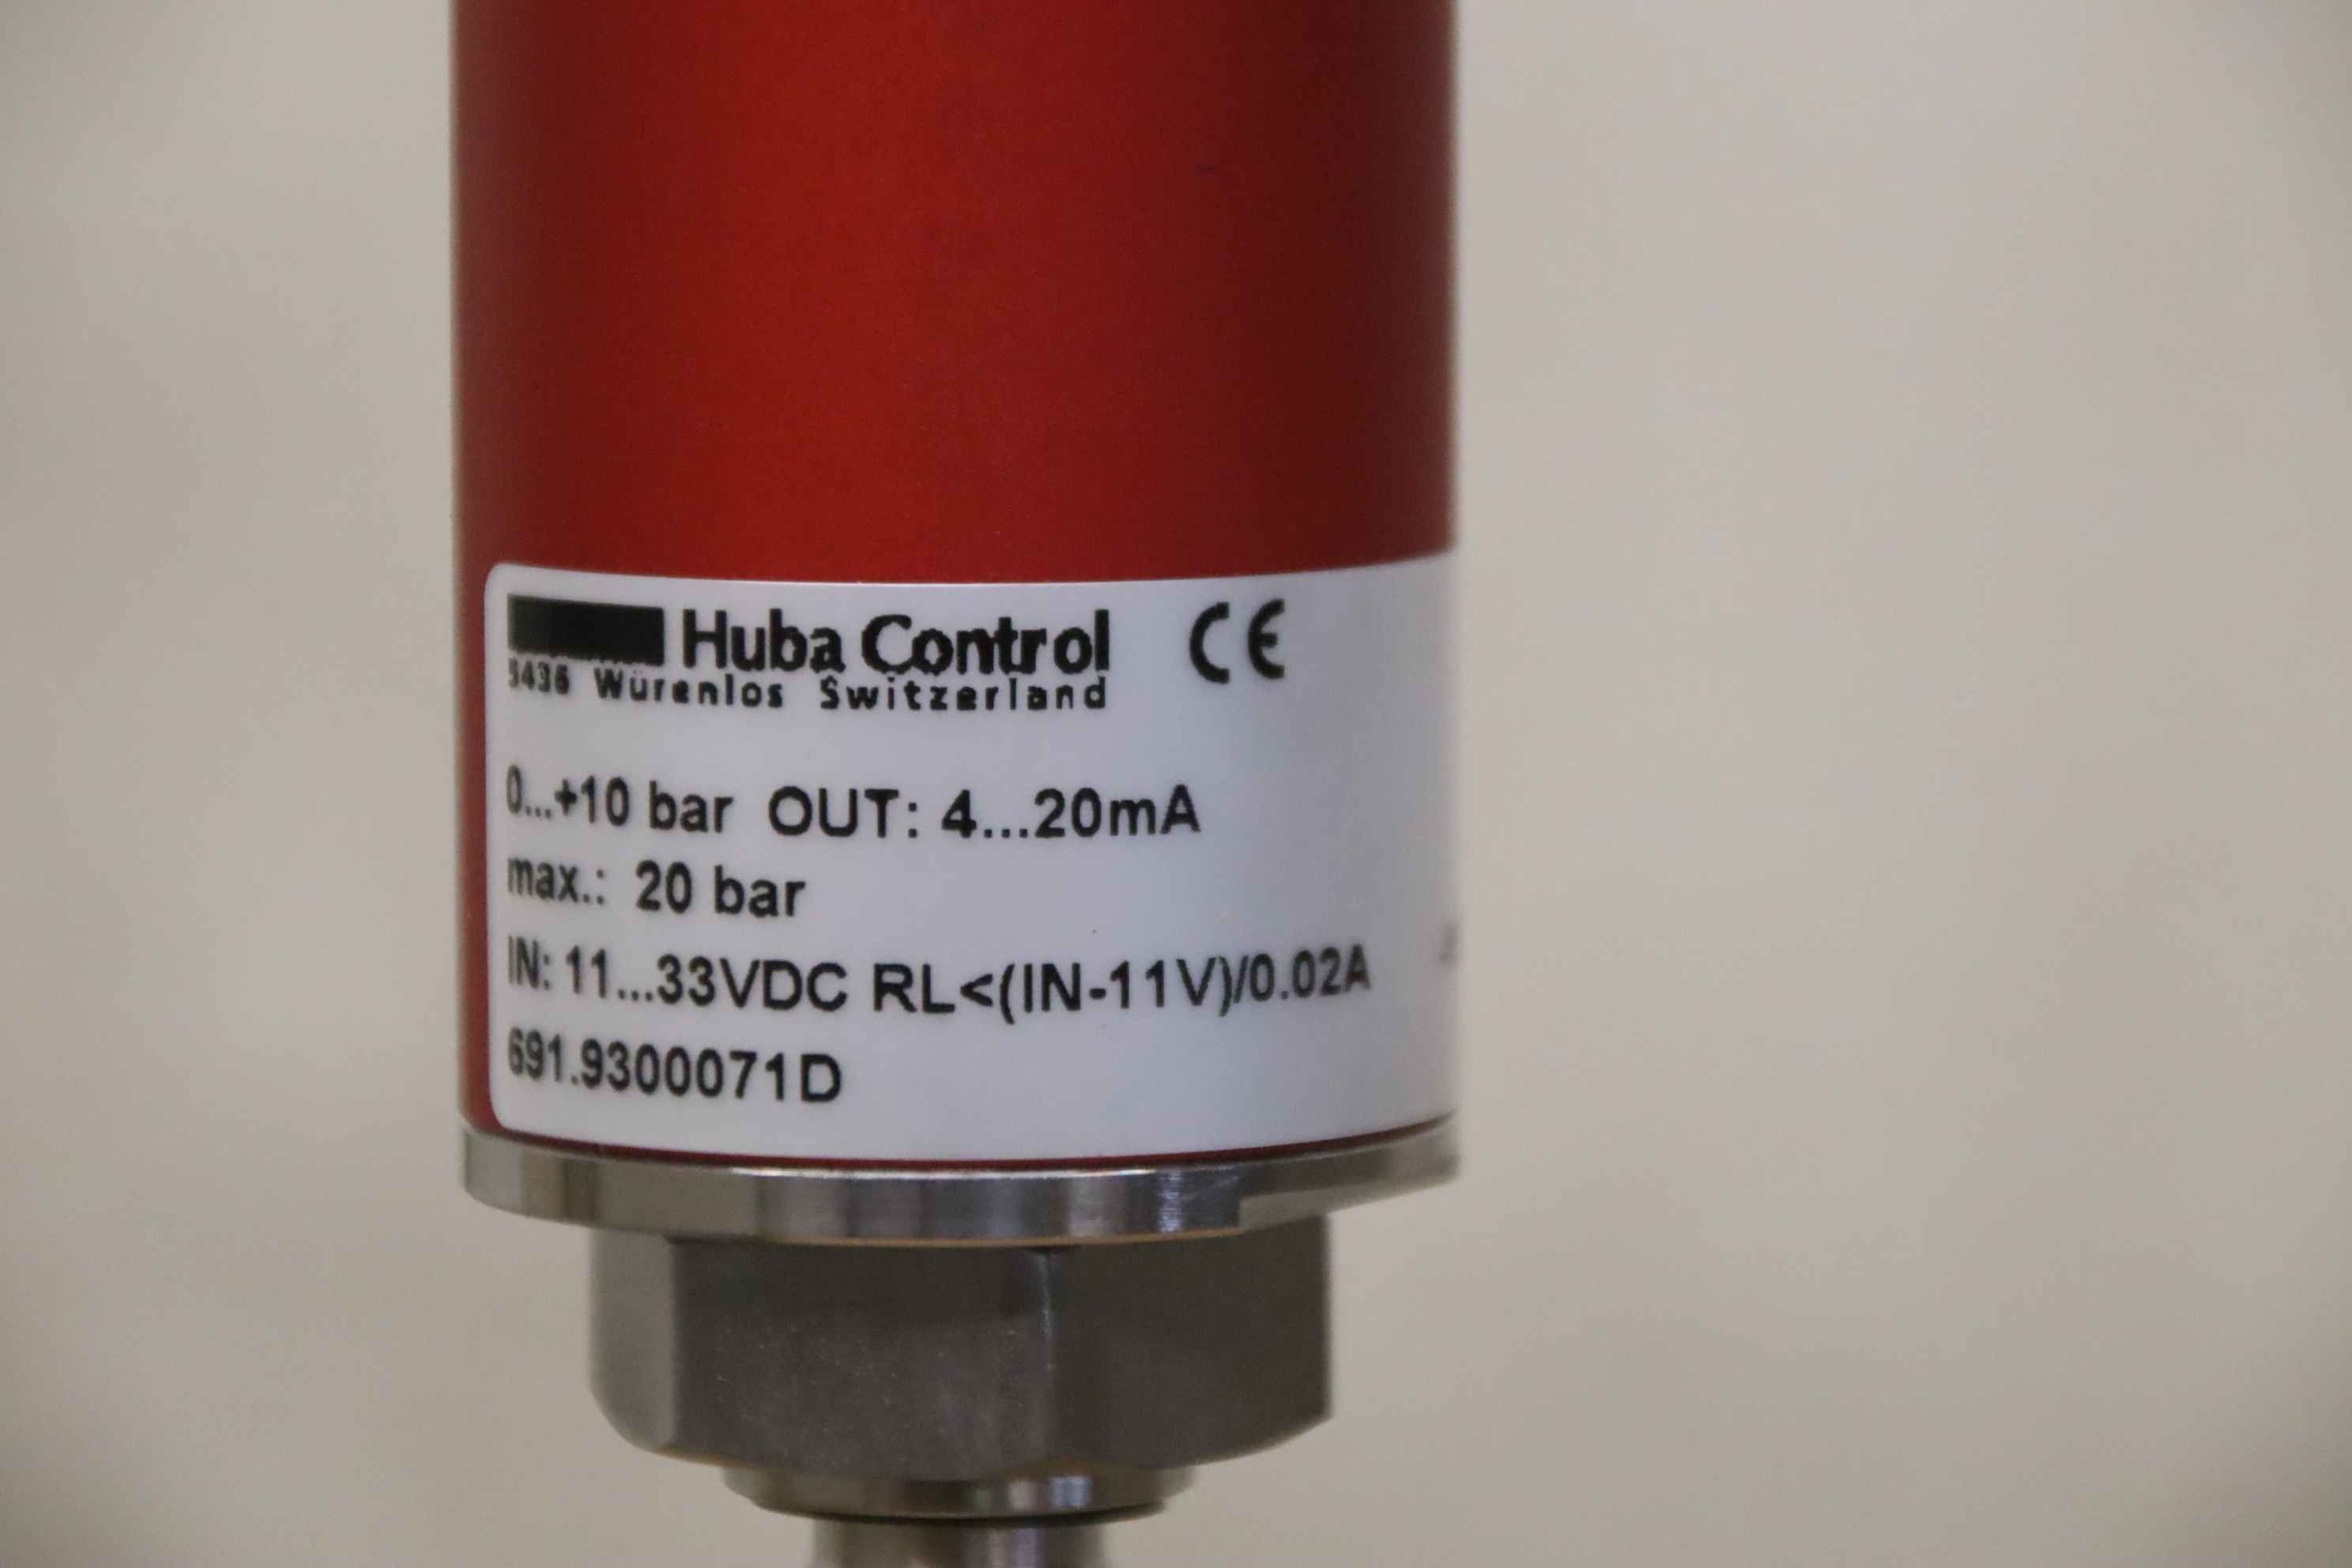 Huba Control CE
5436 Würenlos Switzerland
0...+10 bar OUT: 4...20mA
max.: 20 bar
IN: 11...33VDC RL<(IN-11V)/0.02A
691.9300071D